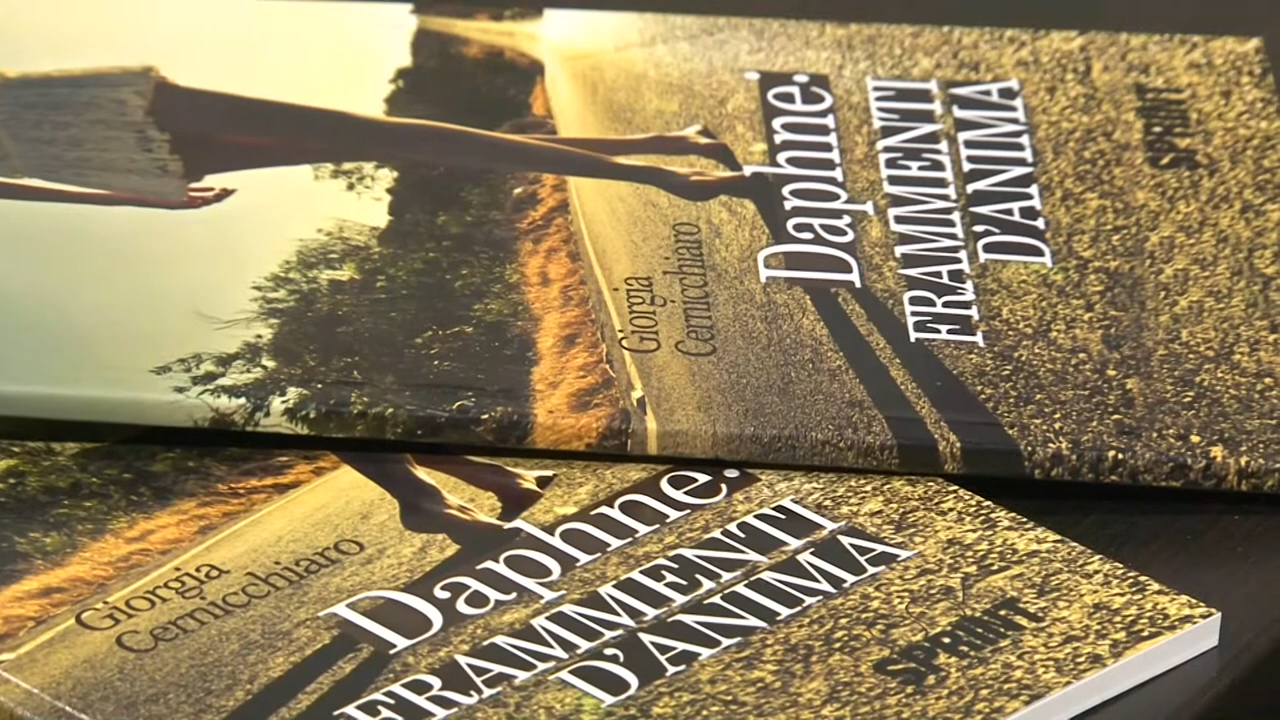 Giorgia
Cernicchiaro
Daphne.
FRAMMENTI
D'ANIMA
SPRINT
Giorgia
Cernicchiaro
Daphne.
FRAMMENTI
D'ANIMA
SPRINT